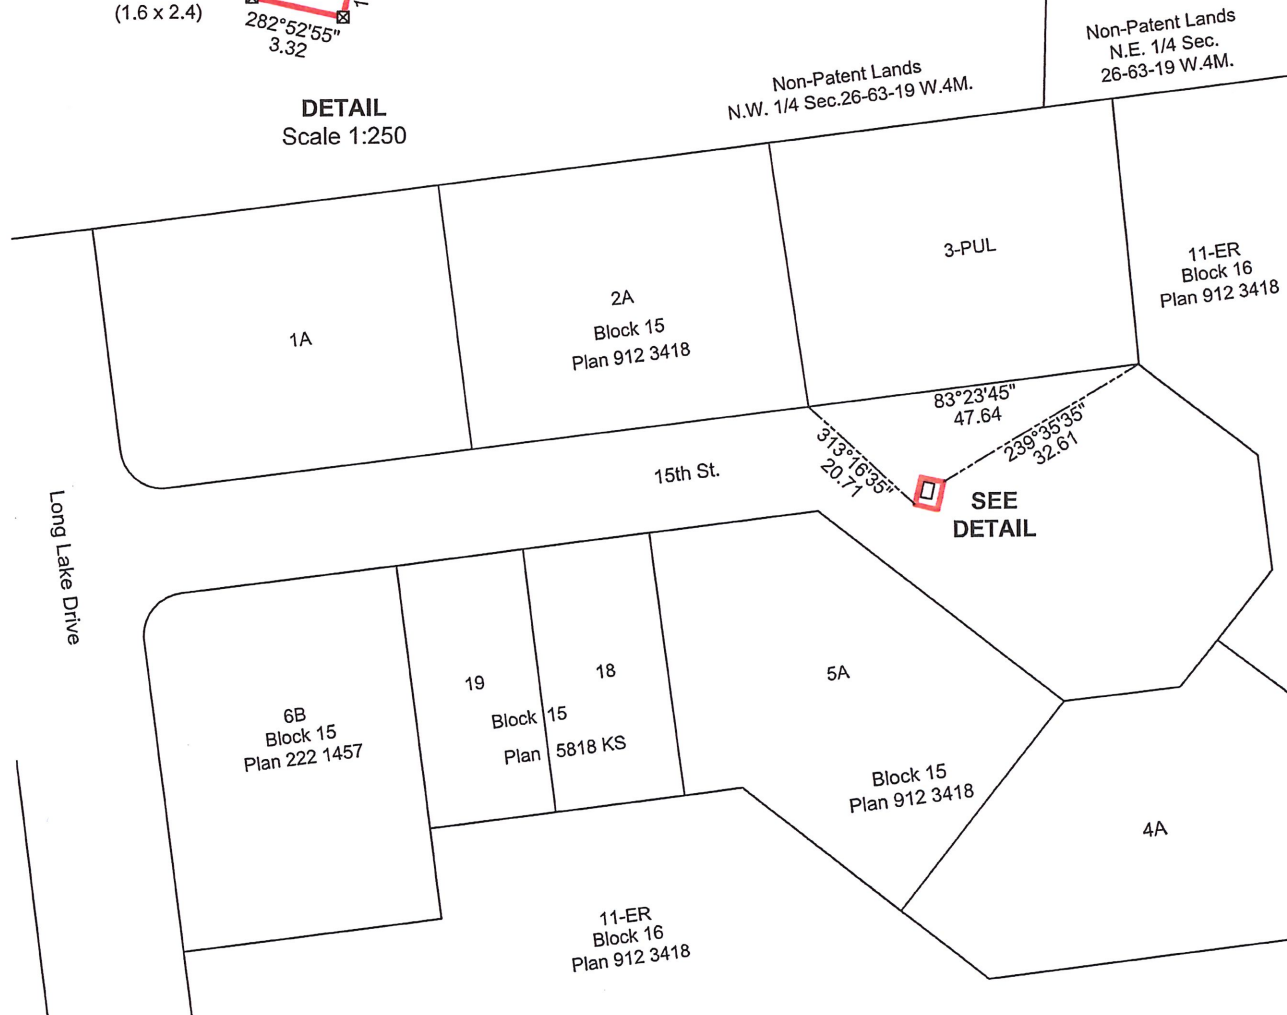 (1.6 x 2.4)
282°52'55"
3.32
DETAIL
Scale 1:250
Non-Patent Lands
N.W. 1/4 Sec.26-63-19 W.4M.
Non-Patent Lands
N.E. 1/4 Sec.
26-63-19 W.4M.
1A
2A
Block 15
Plan 912 3418
3-PUL
11-ER
Block 16
Plan 912 3418
83°23'45"
47.64
313°16'35"
20.71
239°35'35"
32.61
15th St.
SEE
DETAIL
Long Lake Drive
6B
Block 15
Plan 222 1457
19
18
Block 15
Plan 5818 KS
5A
Block 15
Plan 912 3418
4A
11-ER
Block 16
Plan 912 3418